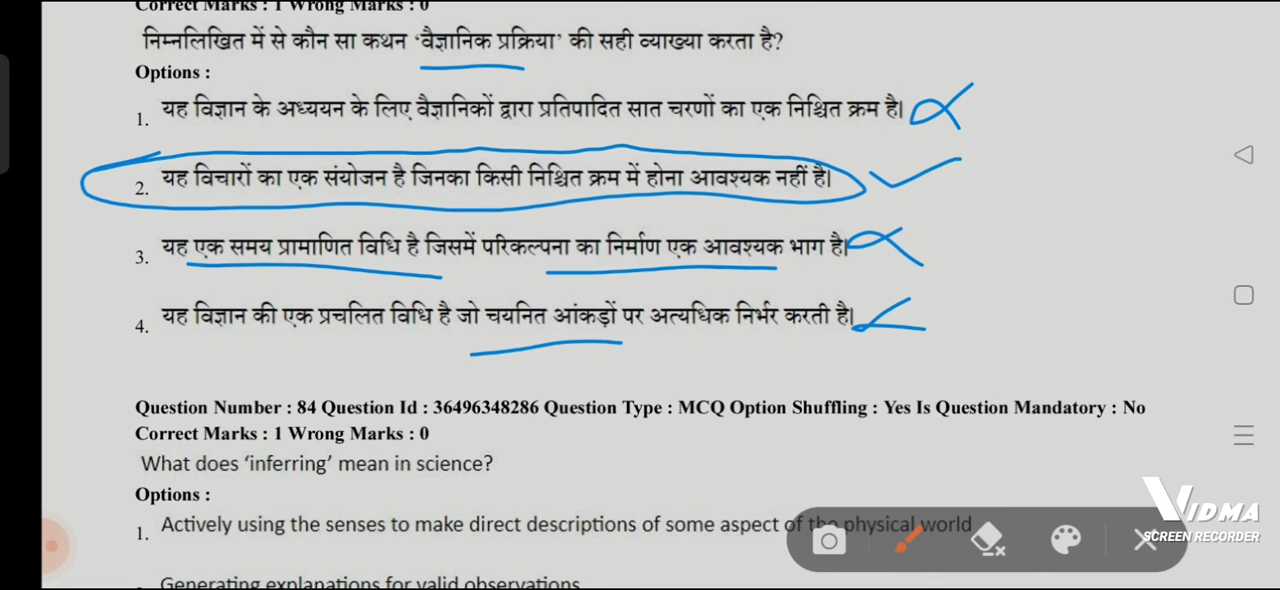 Correct Marks : 1 Wrong Marks : 0
निम्नलिखित में से कौन सा कथन 'वैज्ञानिक प्रक्रिया' की सही व्याख्या करता है?
Options :
1. यह विज्ञान के अध्ययन के लिए वैज्ञानिकों द्वारा प्रतिपादित सात चरणों का एक निश्चित क्रम है।
2. यह विचारों का एक संयोजन है जिनका किसी निश्चित क्रम में होना आवश्यक नहीं है।
3. यह एक समय प्रामाणित विधि है जिसमें परिकल्पना का निर्माण एक आवश्यक भाग है।
4. यह विज्ञान की एक प्रचलित विधि है जो चयनित आंकड़ों पर अत्यधिक निर्भर करती है।
Question Number : 84 Question Id : 36496348286 Question Type : MCQ Option Shuffling : Yes Is Question Mandatory : No
Correct Marks : 1 Wrong Marks : 0
What does 'inferring' mean in science?
Options :
1. Actively using the senses to make direct descriptions of some aspect of the physical world
Generating explanations for valid observations
VIDMA
SCREEN RECORDER